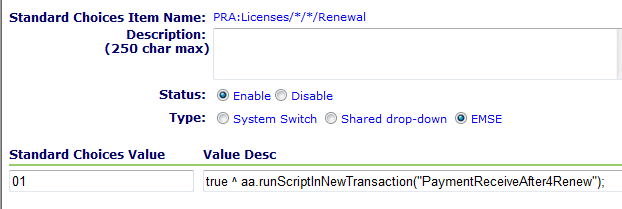 Standard Choices Item Name: PRA:Licenses/*/*/Renewal
Description:
(250 char max)
Status: Enable Disable
Type: System Switch Shared drop-down EMSE
Standard Choices Value Value Desc
01 true ^ aa.runScriptInNewTransaction("PaymentReceiveAfter4Renew");